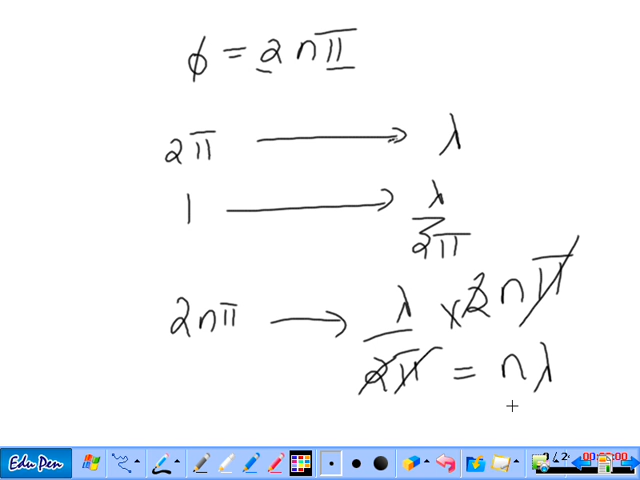 ϕ = 2nπ
2π → λ
1 → λ/2π
2nπ → λ/2π × 2nπ
= nλ
Edu Pen